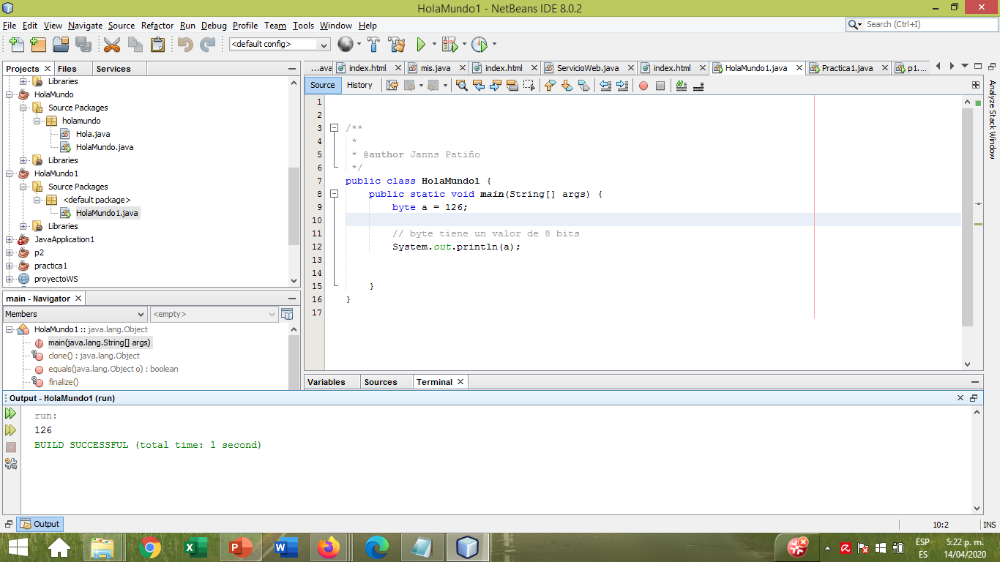 HolaMundo1 - NetBeans IDE 8.0.2
File Edit View Navigate Source Refactor Run Debug Profile Team Tools Window Help
Search (Ctrl+I)
<default config>
Projects Files Services
Libraries
HolaMundo
Source Packages
holamundo
Hola.java
HolaMundo.java
Libraries
HolaMundo1
Source Packages
<default package>
HolaMundo1.java
Libraries
JavaApplication1
p2
practica1
proyectoWS
main - Navigator
Members <empty>
HolaMundo1 :: java.lang.Object
main(java.lang.String[] args)
clone() : java.lang.Object
equals(java.lang.Object o) : boolean
finalize()
...ava index.html mis.java index.html ServicioWeb.java index.html HolaMundo1.java Practica1.java p1....
Source History
1
2
3 /**
4 *
5 * @author Janns Patiño
6 */
7 public class HolaMundo1 {
8 public static void main(String[] args) {
9 byte a = 126;
10
11 // byte tiene un valor de 8 bits
12 System.out.println(a);
13
14
15 }
16 }
17
Analyze Stack Window
Variables Sources Terminal
Output - HolaMundo1 (run)
run:
126
BUILD SUCCESSFUL (total time: 1 second)
Output
10:2 INS
ESP 5:22 p. m.
ES 14/04/2020